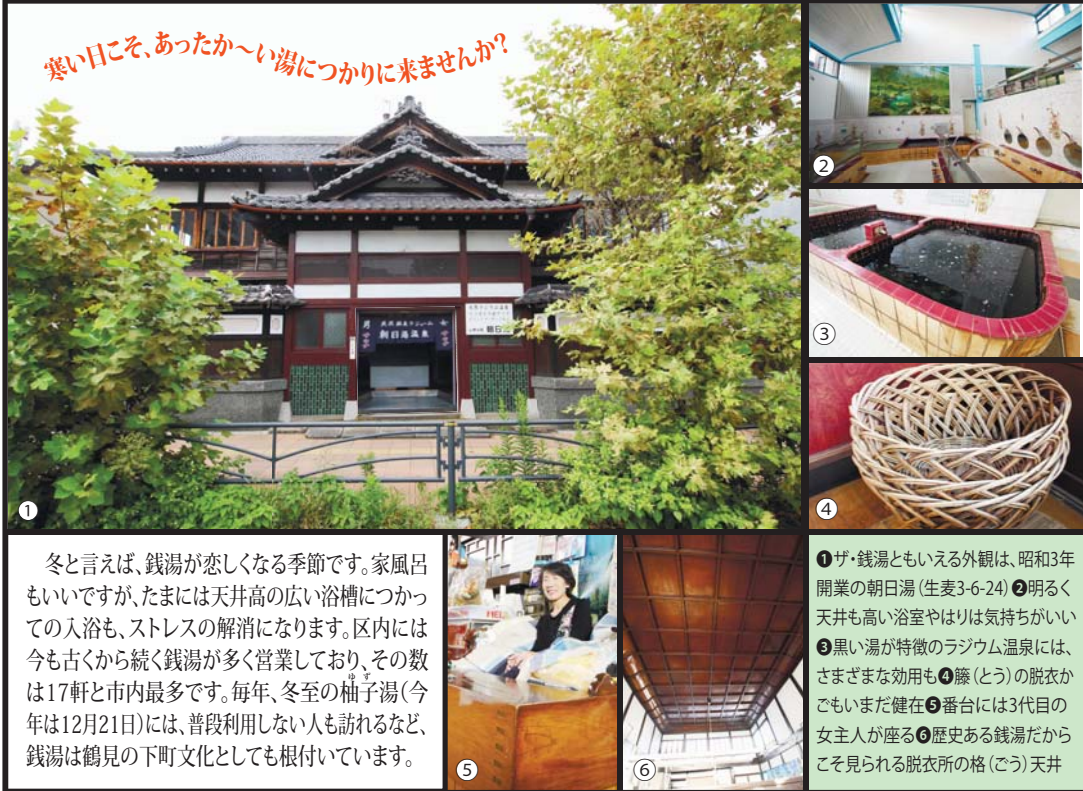 寒い日こそ、あったか～い湯につかりに来ませんか?
朝日湯温泉
①
②
③
④
冬と言えば、銭湯が恋しくなる季節です。家風呂
もいいですが、たまには天井高の広い浴槽につかっ
ての入浴も、ストレスの解消になります。区内には
今も古くから続く銭湯が多く営業しており、その数
は17軒と市内最多です。毎年、冬至の柚子湯(今
ゆず
年は12月21日)には、普段利用しない人も訪れるなど、
銭湯は鶴見の下町文化としても根付いています。
⑤
⑥
❶ザ・銭湯ともいえる外観は、昭和3年
開業の朝日湯(生麦3-6-24)❷明るく
天井も高い浴室やはりは気持ちがいい
❸黒い湯が特徴のラジウム温泉には、
さまざまな効用も❹籐(とう)の脱衣か
ごもいまだ健在❺番台には3代目の
女主人が座る❻歴史ある銭湯だから
こそ見られる脱衣所の格(ごう)天井